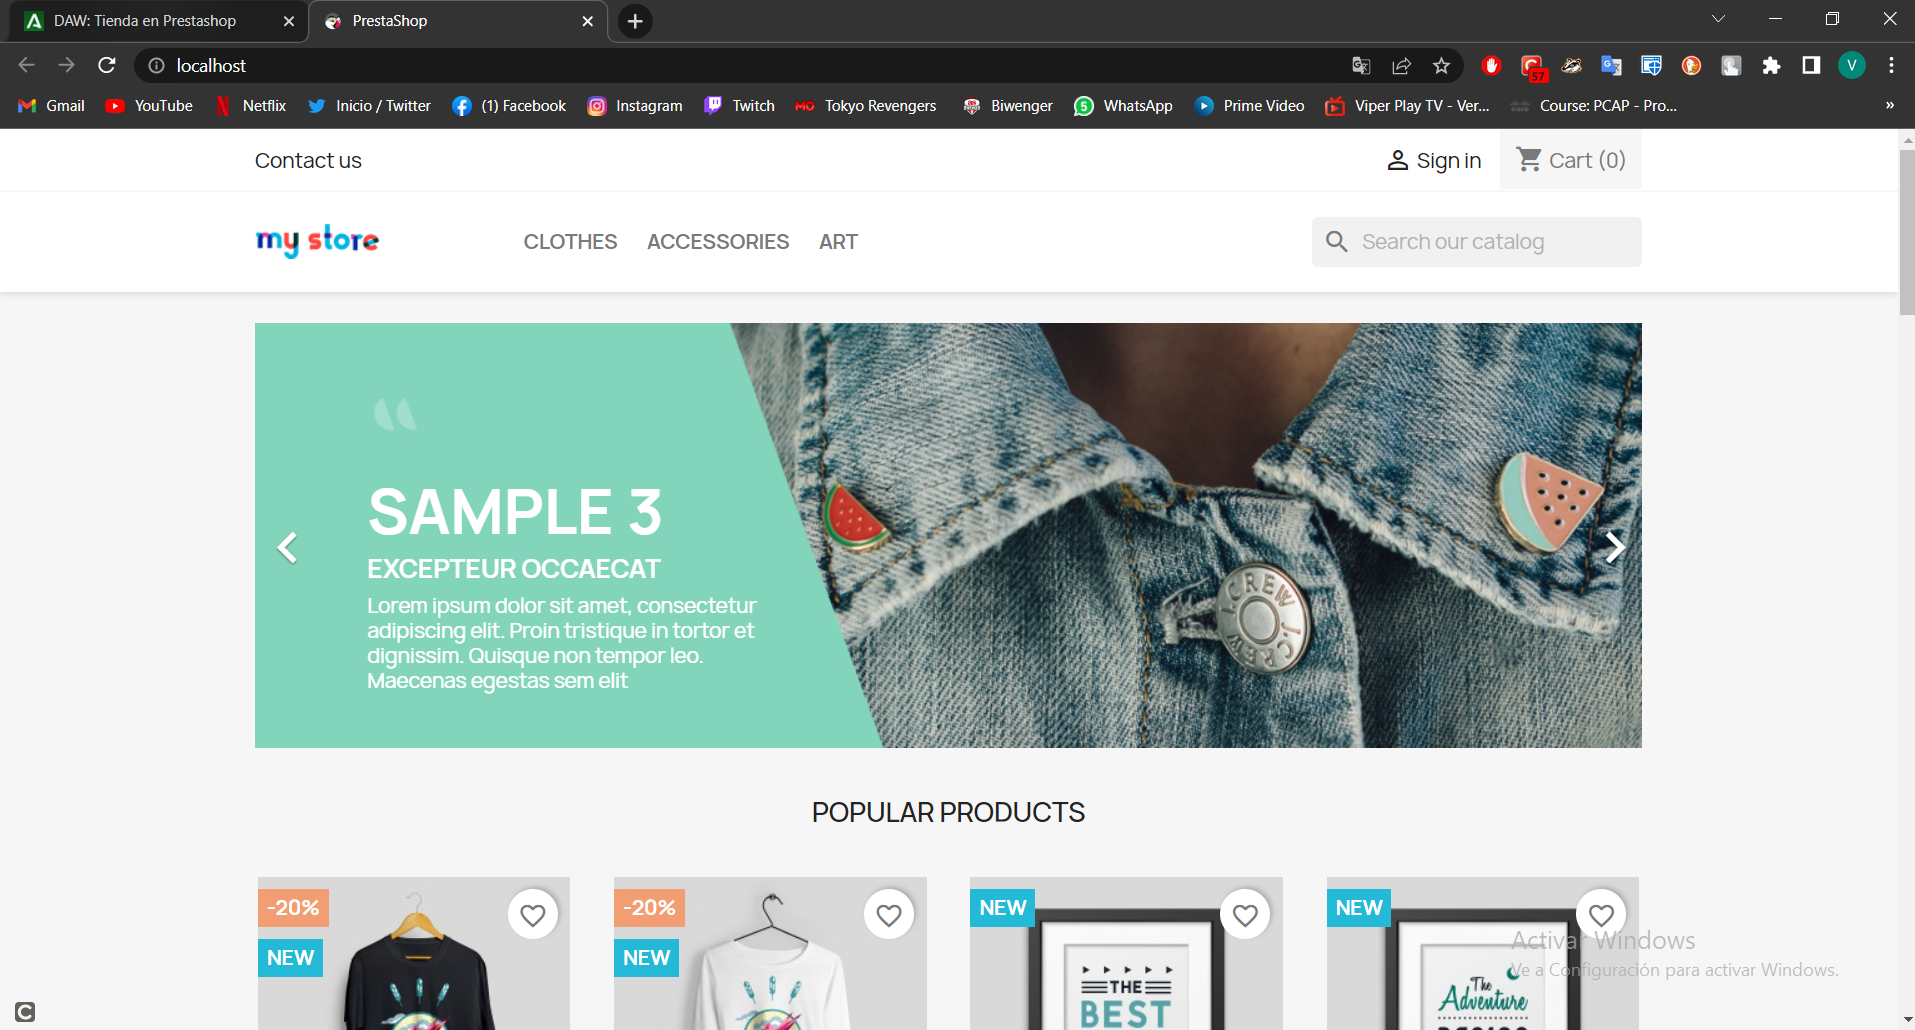 DAW: Tienda en Prestashop
PrestaShop
localhost
57
V
Gmail
YouTube
Netflix
Inicio / Twitter
(1) Facebook
Instagram
Twitch
MO Tokyo Revengers
Biwenger
WhatsApp
Prime Video
Viper Play TV - Ver...
Course: PCAP - Pro...
»
Contact us
Sign in
Cart (0)
my store
CLOTHES
ACCESSORIES
ART
Search our catalog
SAMPLE 3
EXCEPTEUR OCCAECAT
Lorem ipsum dolor sit amet, consectetur
adipiscing elit. Proin tristique in tortor et
dignissim. Quisque non tempor leo.
Maecenas egestas sem elit
J.CREW J.CREW
POPULAR PRODUCTS
-20%
NEW
-20%
NEW
NEW
THE
BEST
NEW
The
Adventure
Activar Windows
Ve a Configuración para activar Windows.